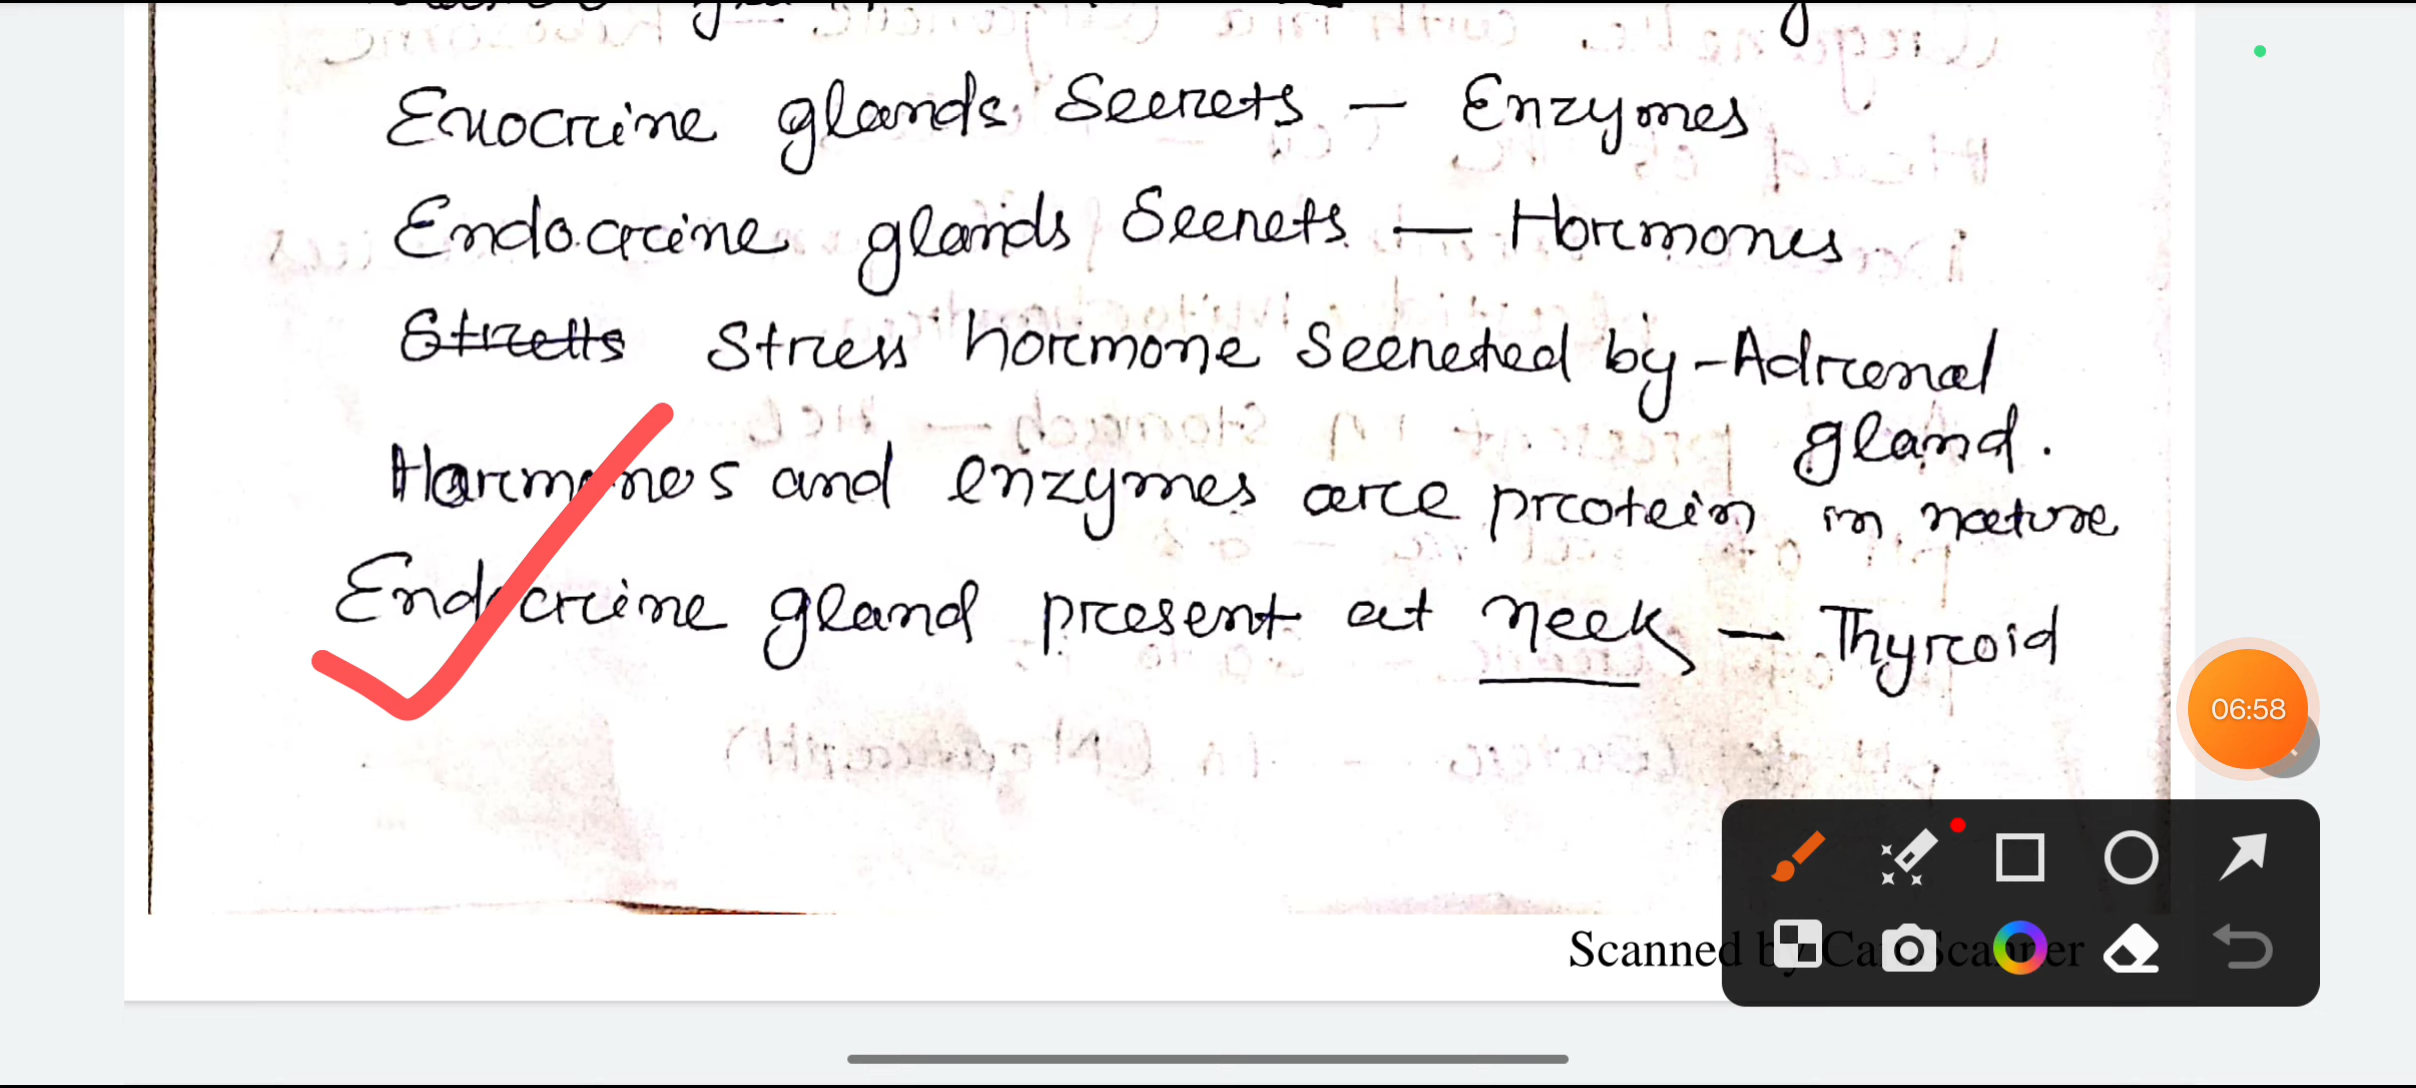 Exocrine glands Secrets – Enzymes
Endocrine glands Secrets – Hormones
Stress hormone Secreted by – Adrenal
gland.
Harmones and enzymes are protein in nature
Endocrine gland present at neck – Thyroid
06:58
Scanned by CamScanner